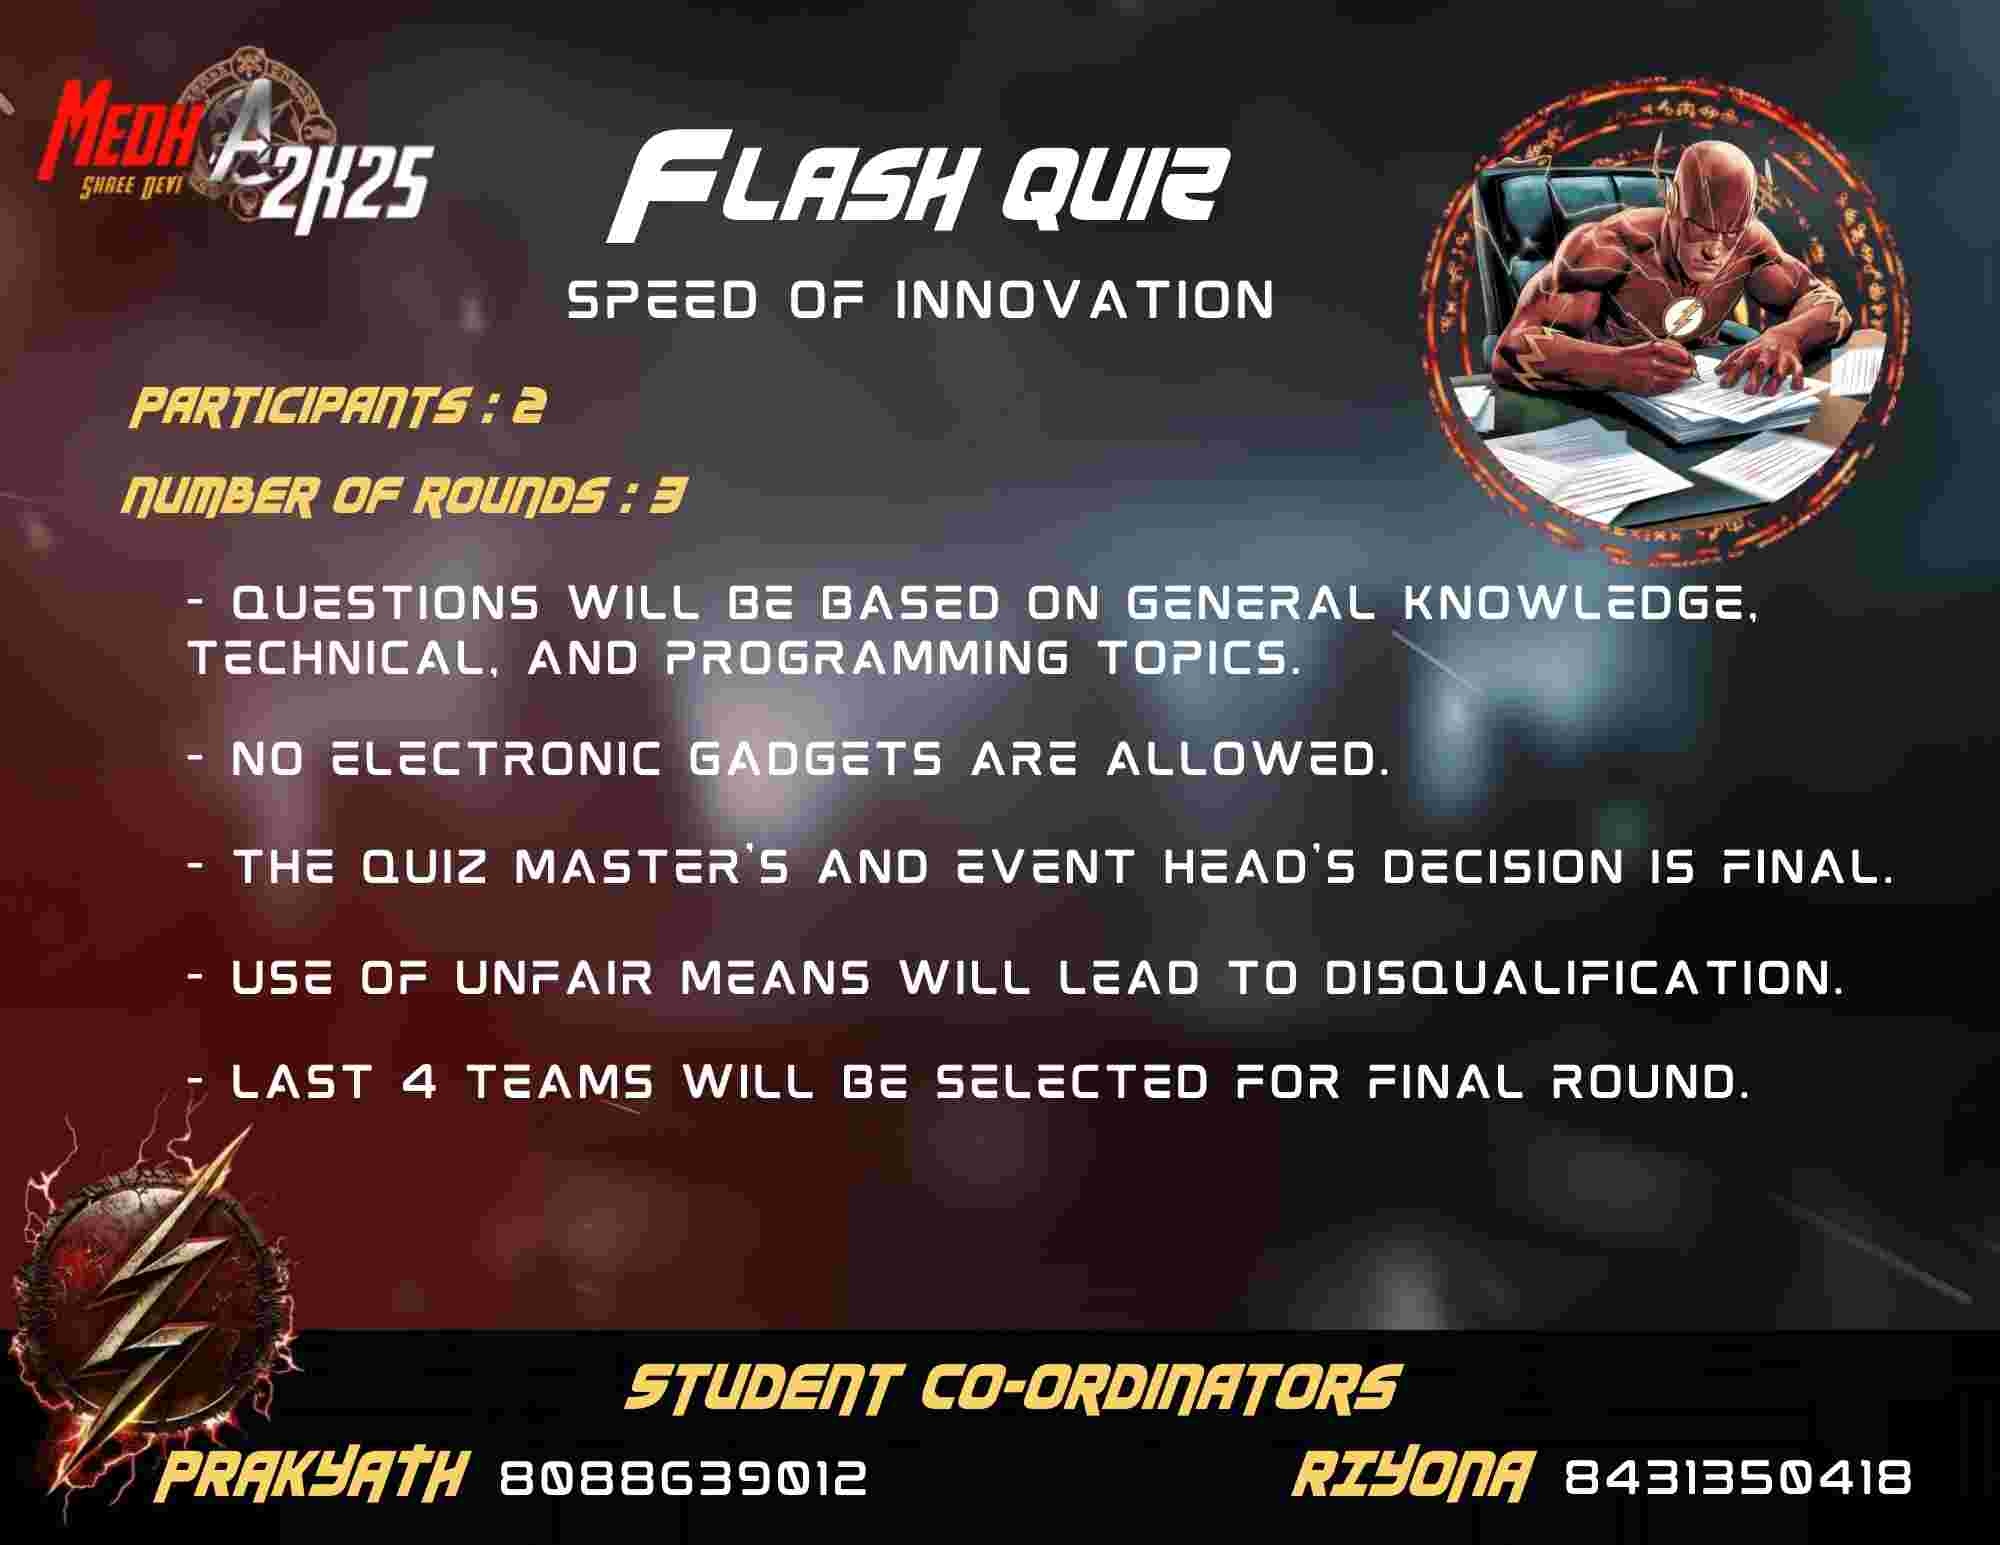 MEDHA
SHREE DEVI
2K25
FLASH QUIZ
SPEED OF INNOVATION
PARTICIPANTS : 2
NUMBER OF ROUNDS : 3
- QUESTIONS WILL BE BASED ON GENERAL KNOWLEDGE,
TECHNICAL, AND PROGRAMMING TOPICS.
- NO ELECTRONIC GADGETS ARE ALLOWED.
- THE QUIZ MASTER'S AND EVENT HEAD'S DECISION IS FINAL.
- USE OF UNFAIR MEANS WILL LEAD TO DISQUALIFICATION.
- LAST 4 TEAMS WILL BE SELECTED FOR FINAL ROUND.
STUDENT CO-ORDINATORS
PRAKYATH 8088639012
RIYONA 8431350418